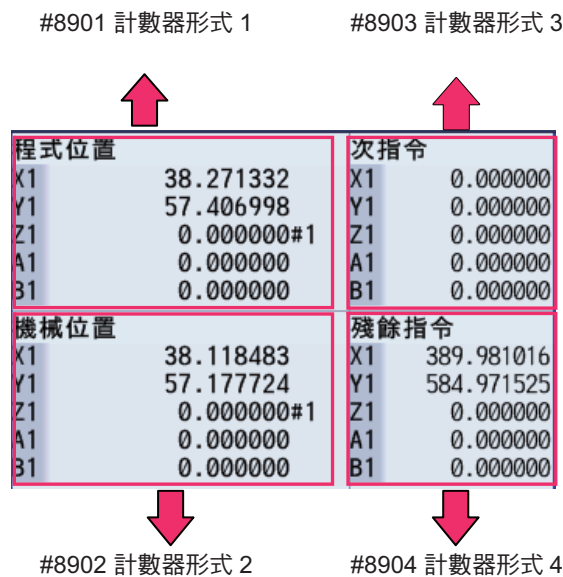 #8901 計數器形式 1
#8903 計數器形式 3
程式位置
X1 38.271332
Y1 57.406998
Z1 0.000000#1
A1 0.000000
B1 0.000000
次指令
X1 0.000000
Y1 0.000000
Z1 0.000000
A1 0.000000
B1 0.000000
機械位置
X1 38.118483
Y1 57.177724
Z1 0.000000#1
A1 0.000000
B1 0.000000
殘餘指令
X1 389.981016
Y1 584.971525
Z1 0.000000
A1 0.000000
B1 0.000000
#8902 計數器形式 2
#8904 計數器形式 4